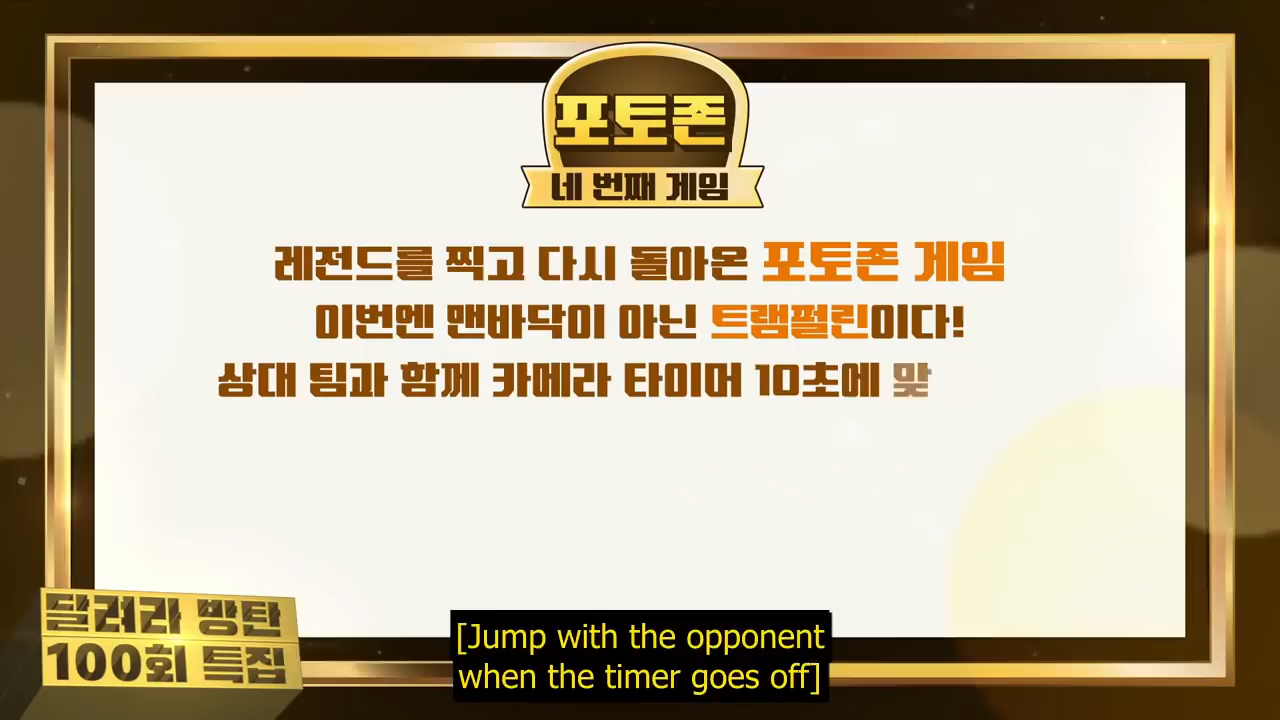 포토존
네 번째 게임
레전드를 찍고 다시 돌아온 포토존 게임
이번엔 맨바닥이 아닌 트램펄린이다!
상대 팀과 함께 카메라 타이머 10초에 맞
달려라 방탄
100회 특집
[Jump with the opponent
when the timer goes off]